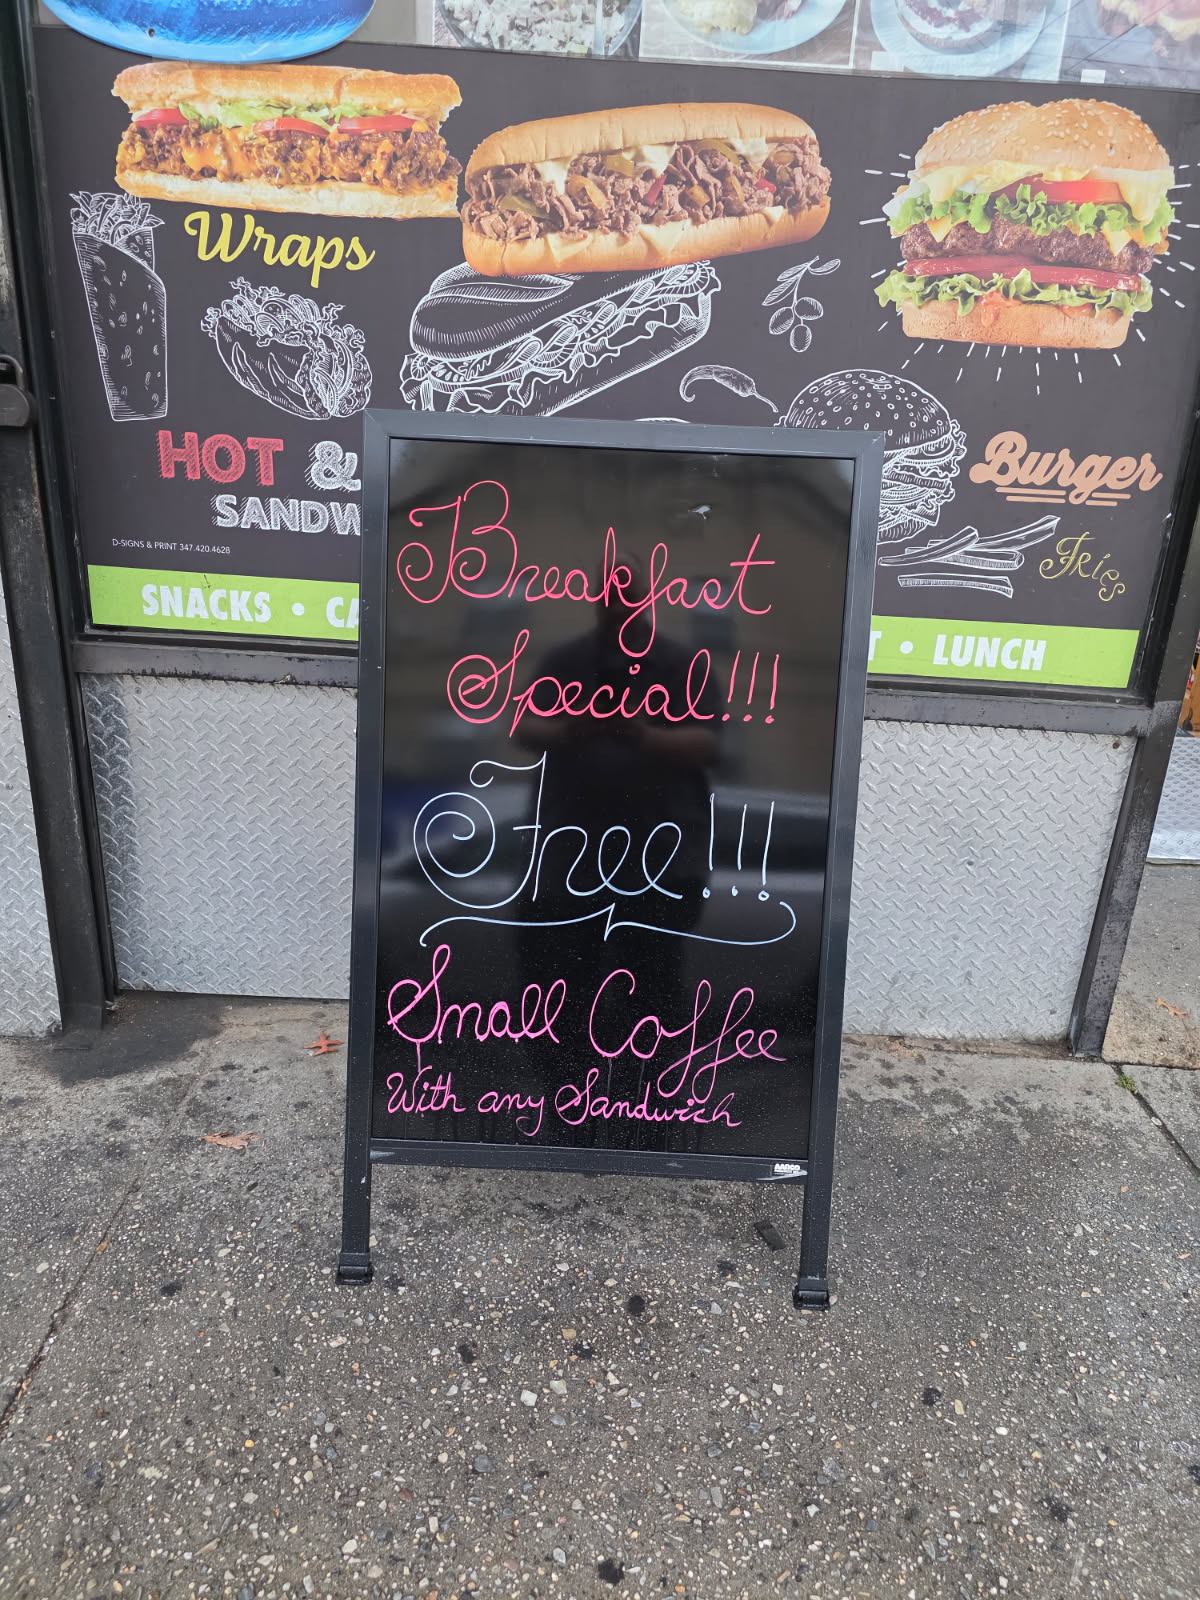 Wraps
HOT &
SANDW
Burger
Fries
D-SIGNS & PRINT 347.420.4628
SNACKS • CA
T • LUNCH
Breakfast
Special!!!
Free!!!
Small Coffee
With any Sandwich